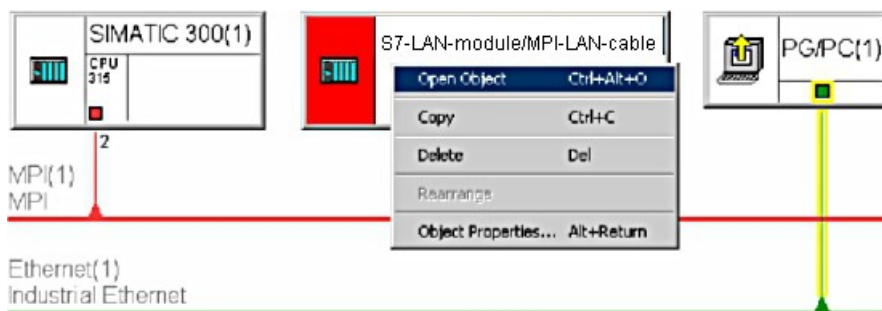 SIMATIC 300(1)
CPU
315
2
MPI(1)
MPI
S7-LAN-module/MPI-LAN-cable
Open Object Ctrl+Alt+O
Copy Ctrl+C
Delete Del
Rearrange
Object Properties... Alt+Return
PG/PC(1)
Ethernet(1)
Industrial Ethernet